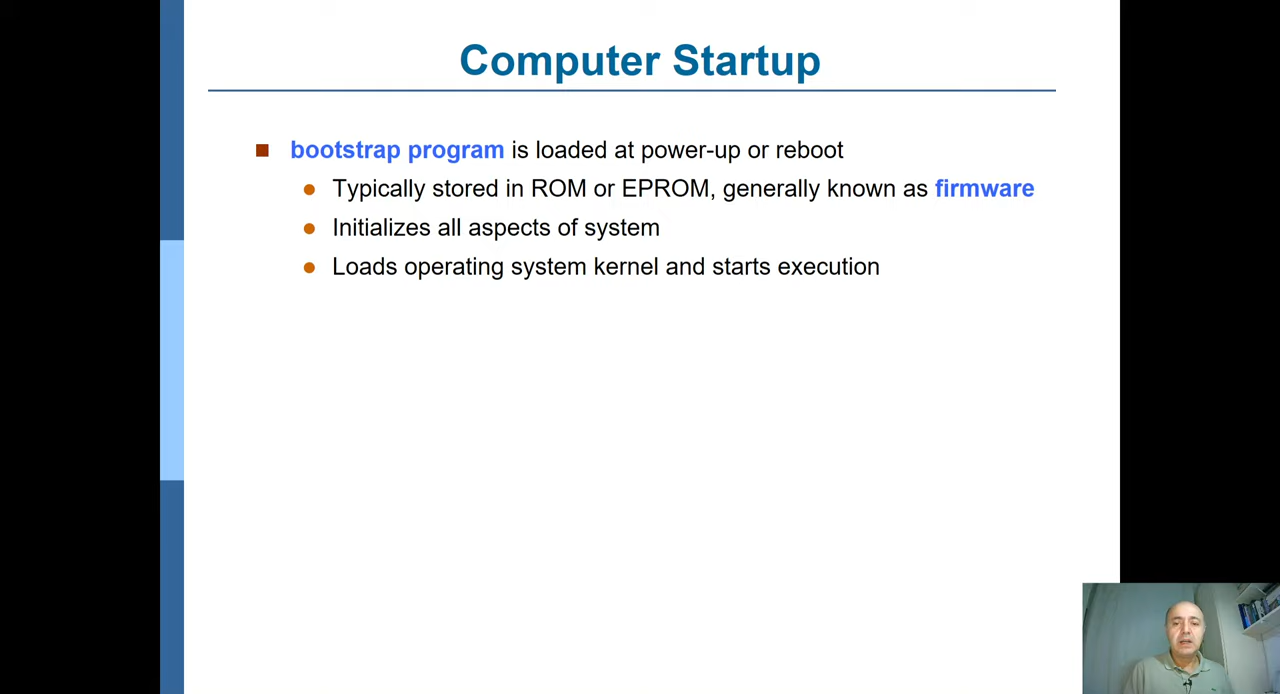 Computer Startup
bootstrap program is loaded at power-up or reboot
Typically stored in ROM or EPROM, generally known as firmware
Initializes all aspects of system
Loads operating system kernel and starts execution